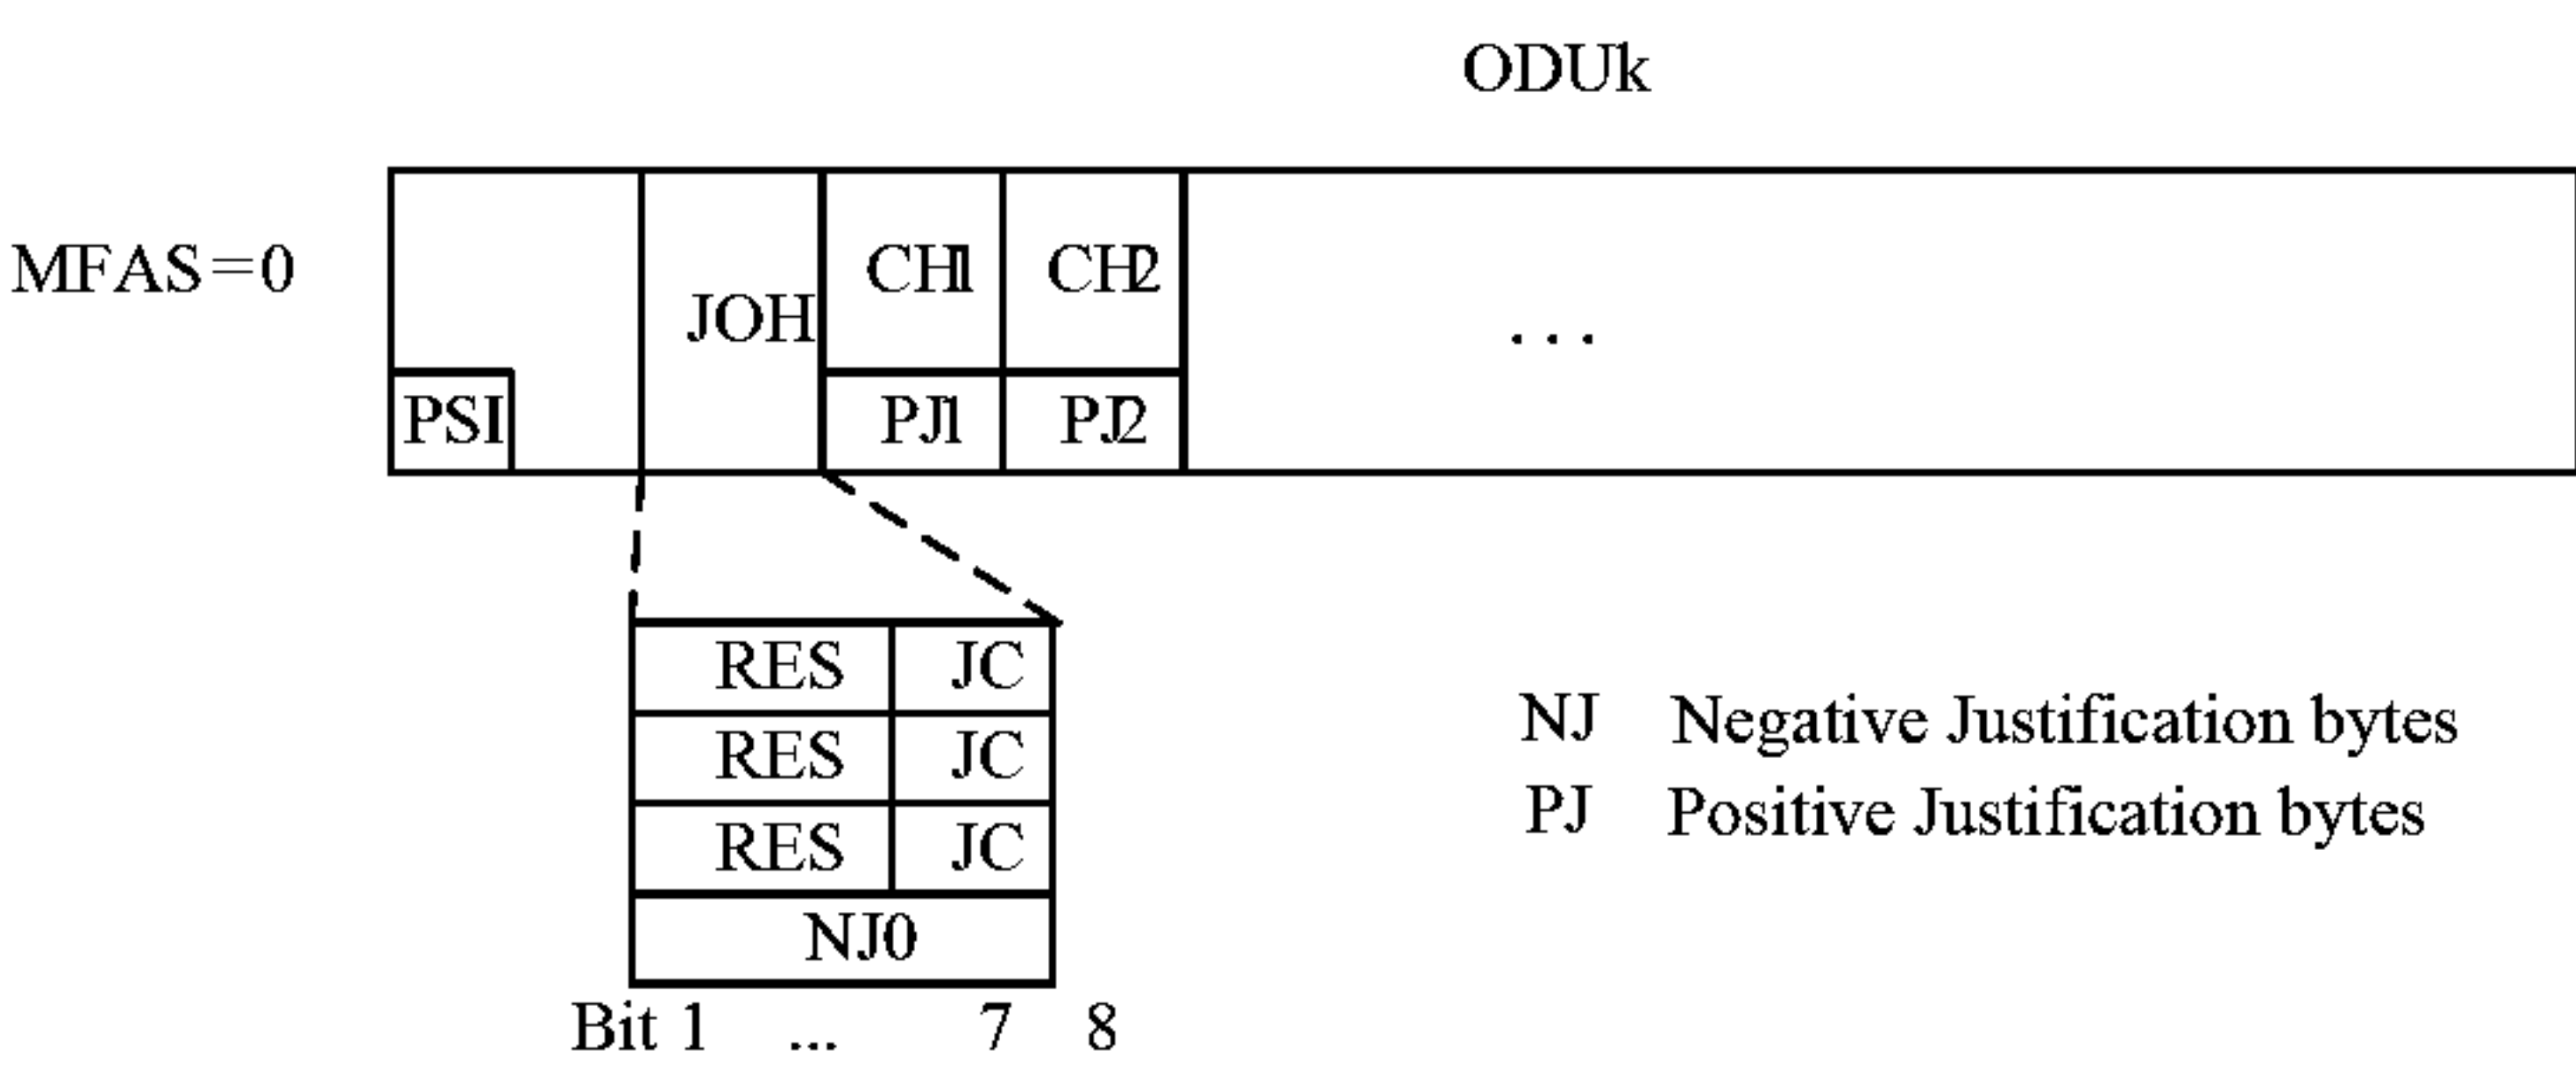 ODUk
MFAS=0
JOH
CH1
CH2
...
PSI
PJ1
PJ2
RES JC
RES JC
RES JC
NJ0
Bit 1 ... 7 8
NJ Negative Justification bytes
PJ Positive Justification bytes